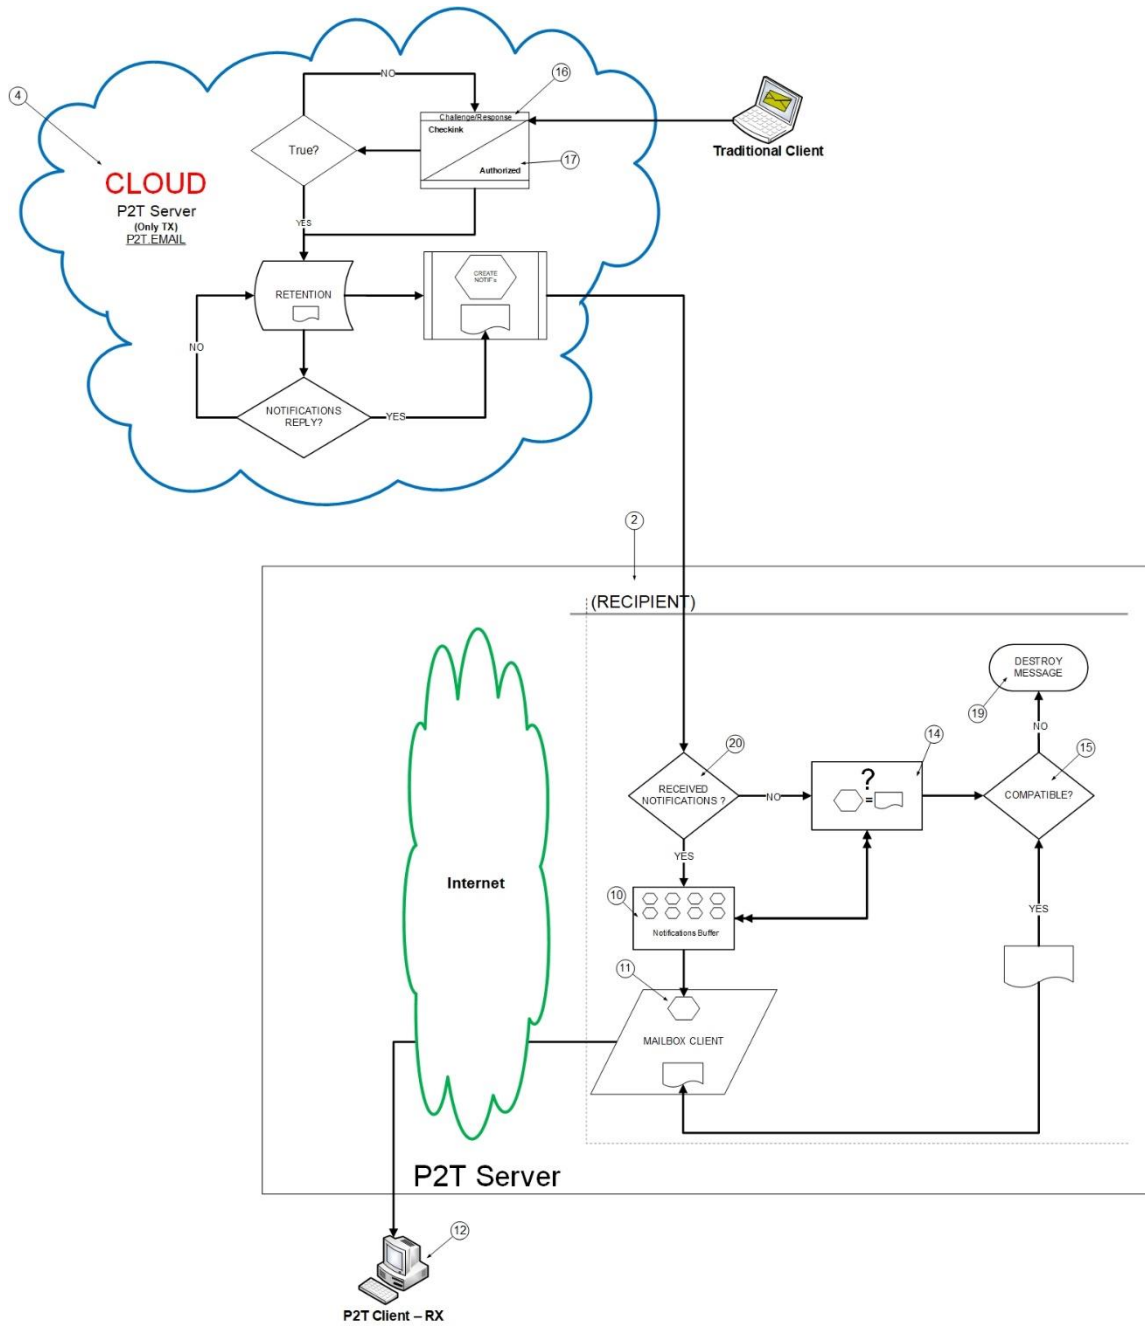 NO
16
4
Challenge/Response
Checkink
True?
Authorized
17
Traditional Client
CLOUD
P2T Server
(Only TX)
P2T.EMAIL
YES
CREATE
NOTIF's
RETENTION
NO
NOTIFICATIONS
REPLY?
YES
2
(RECIPIENT)
DESTROY
MESSAGE
19
NO
20
14
15
?
RECEIVED
NOTIFICATIONS ?
NO
=
COMPATIBLE?
YES
Internet
10
Notifications Buffer
YES
11
MAILBOX CLIENT
P2T Server
12
P2T Client – RX